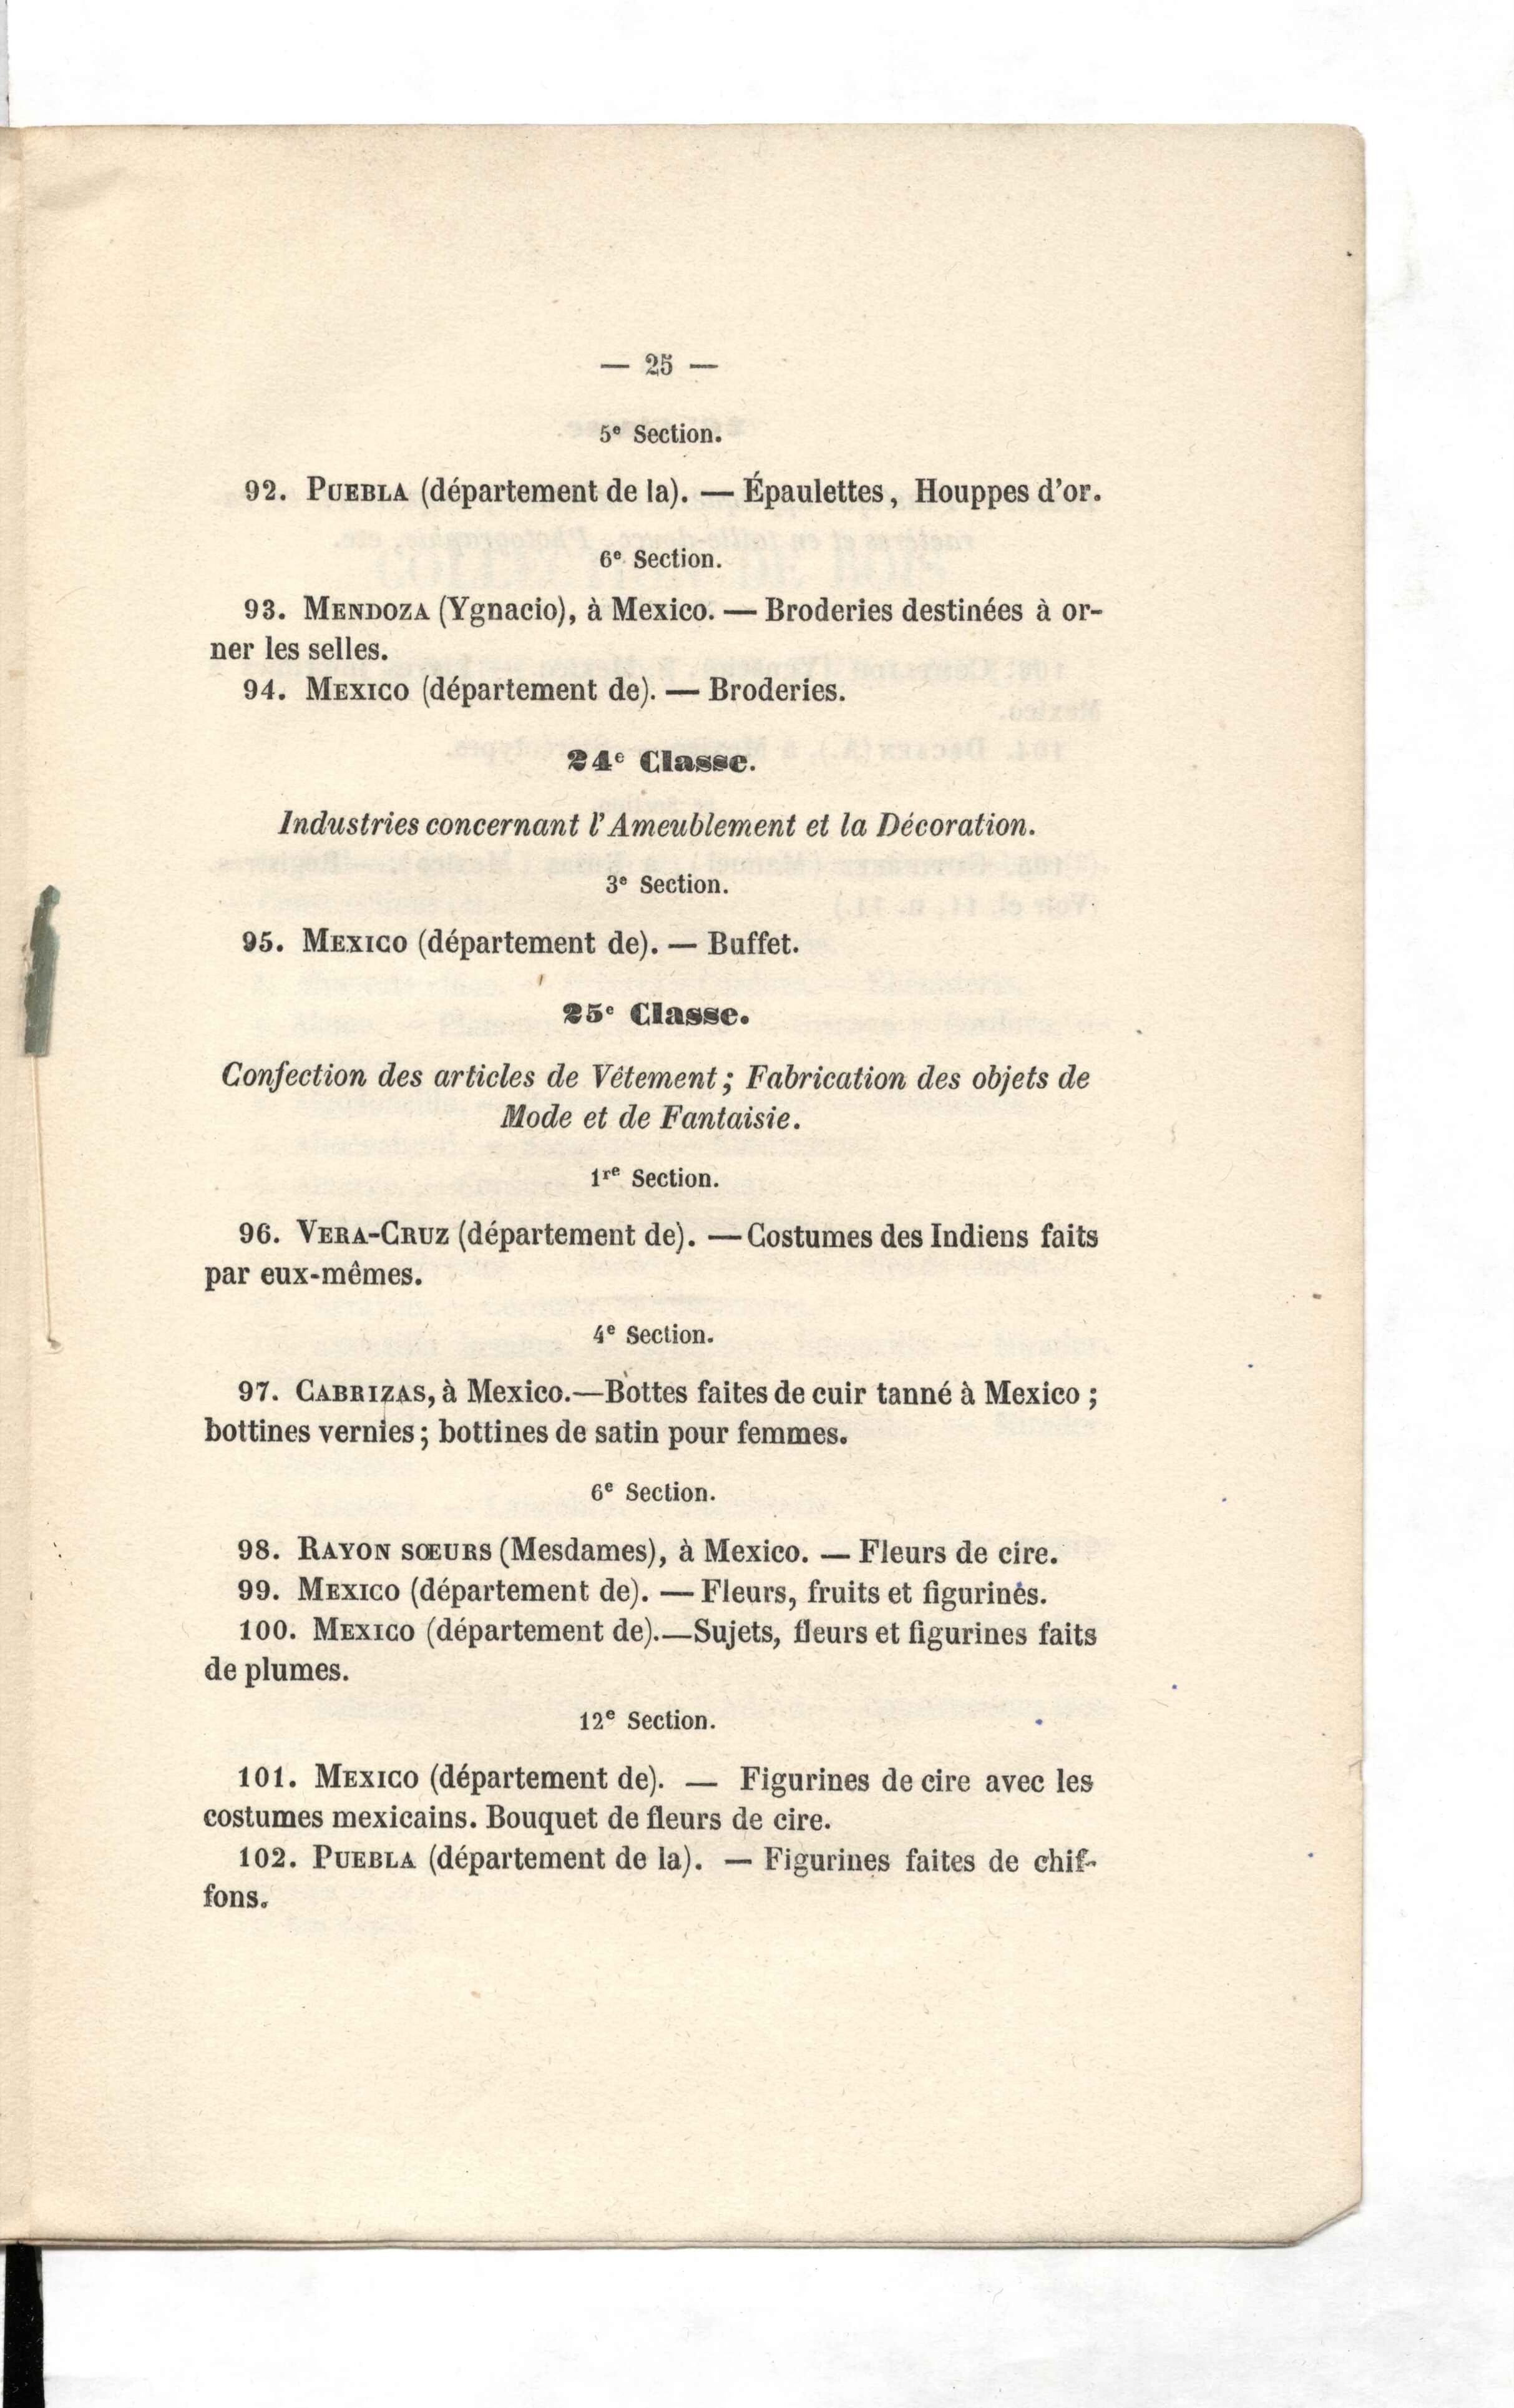 — 25 —
5e Section.
92. PUEBLA (département de la). — Épaulettes, Houppes d'or.
6e Section.
93. MENDOZA (Ygnacio), à Mexico. — Broderies destinées à or-
ner les selles.
94. MEXICO (département de). — Broderies.
24e Classe.
Industries concernant l'Ameublement et la Décoration.
3e Section.
95. MEXICO (département de). — Buffet.
25e Classe.
Confection des articles de Vêtement ; Fabrication des objets de
Mode et de Fantaisie.
1re Section.
96. VERA-CRUZ (département de). — Costumes des Indiens faits
par eux-mêmes.
4e Section.
97. CABRIZAS, à Mexico.—Bottes faites de cuir tanné à Mexico ;
bottines vernies ; bottines de satin pour femmes.
6e Section.
98. RAYON SŒURS (Mesdames), à Mexico. — Fleurs de cire.
99. MEXICO (département de). — Fleurs, fruits et figurines.
100. MEXICO (département de).—Sujets, fleurs et figurines faits
de plumes.
12e Section.
101. MEXICO (département de). — Figurines de cire avec les
costumes mexicains. Bouquet de fleurs de cire.
102. PUEBLA (département de la). — Figurines faites de chif-
fons.